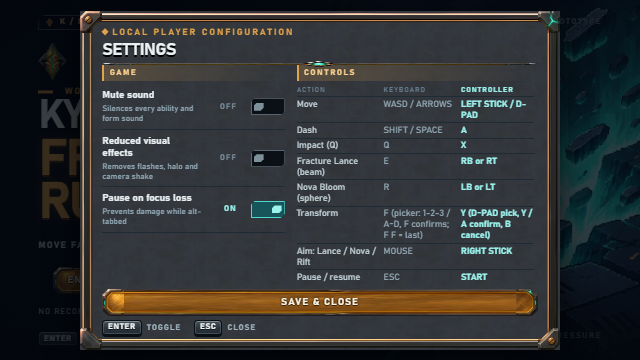 LOCAL PLAYER CONFIGURATION
SETTINGS
GAME
Mute sound
Silences every ability and
form sound
OFF
Reduced visual
effects
Removes flashes, halo and
camera shake
OFF
Pause on focus loss
Prevents damage while alt-
tabbed
ON
CONTROLS
ACTION KEYBOARD CONTROLLER
Move WASD / ARROWS LEFT STICK / D-
PAD
Dash SHIFT / SPACE A
Impact (Q) Q X
Fracture Lance E RB or RT
(beam)
Nova Bloom R LB or LT
(sphere)
Transform F (picker: 1-2-3 / Y (D-PAD pick, Y /
A-D, F confirms; A confirm, B
F F = last) cancel)
Aim: Lance / Nova / MOUSE RIGHT STICK
Rift
Pause / resume ESC START
SAVE & CLOSE
ENTER TOGGLE ESC CLOSE
MOVE
NO
ENTER